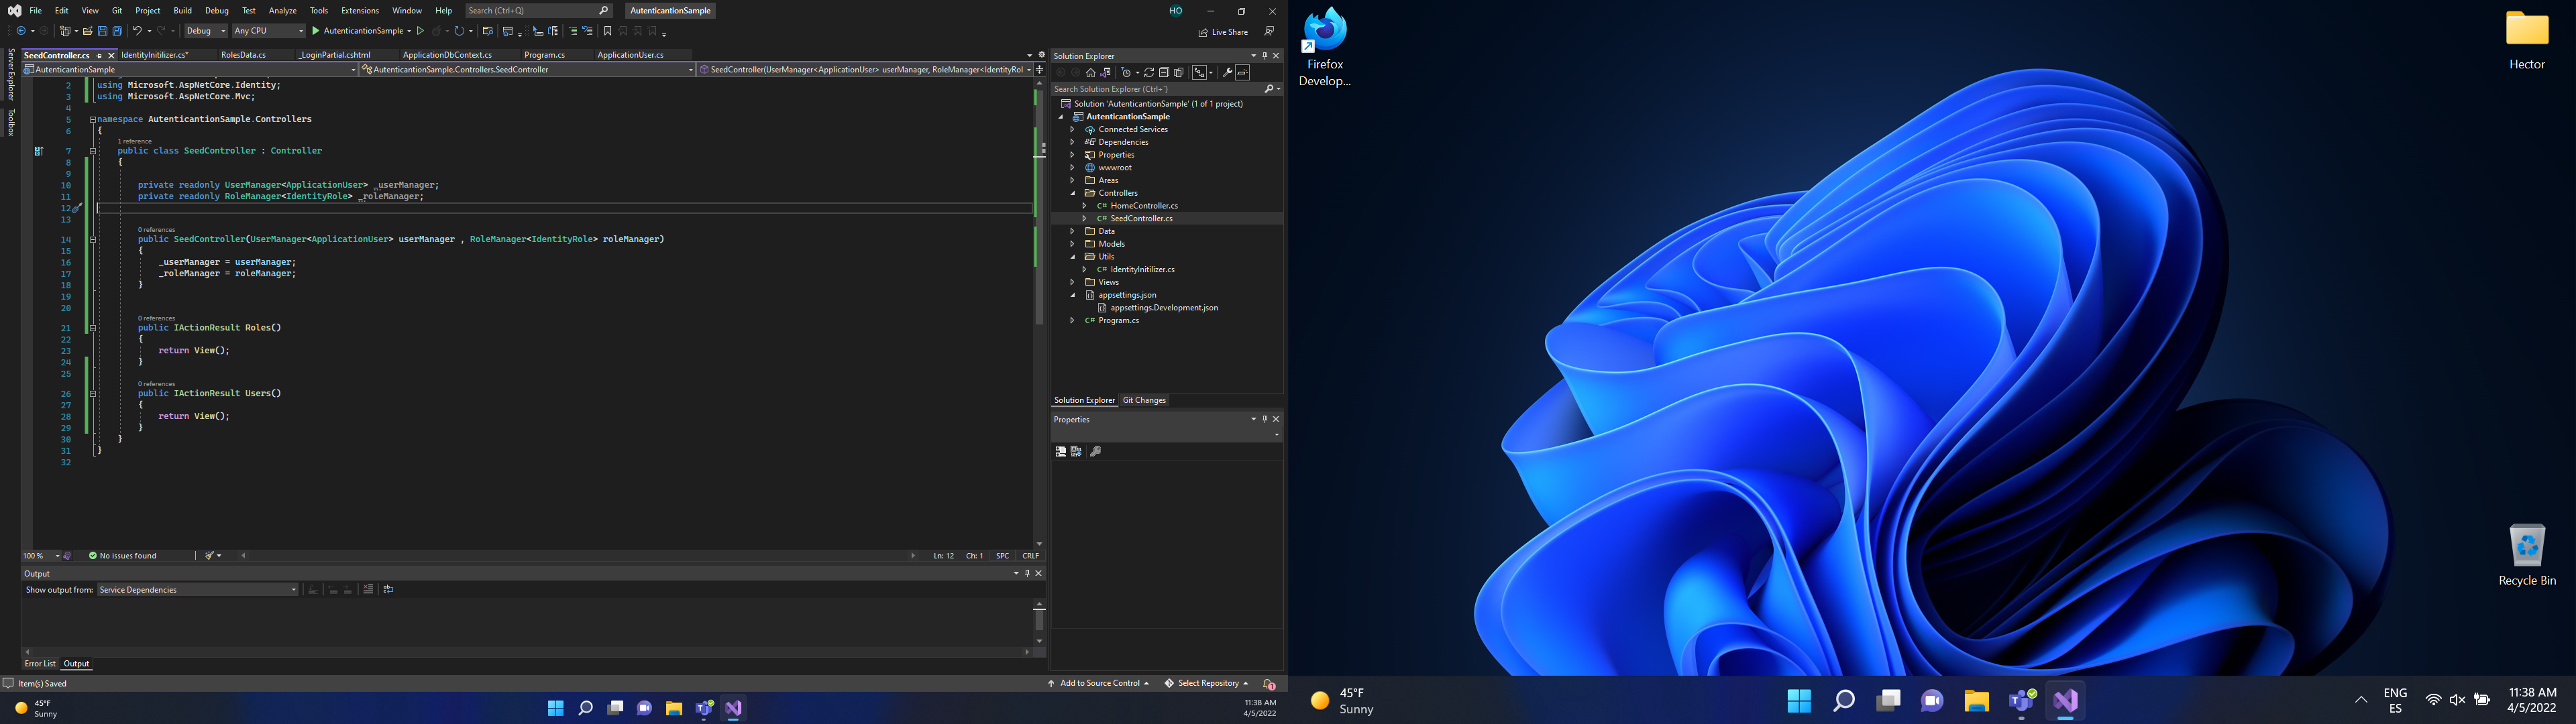 File Edit View Git Project Build Debug Test Analyze Tools Extensions Window Help Search (Ctrl+Q) AutenticantionSample HO
Debug Any CPU AutenticantionSample Live Share
Server Explorer
Toolbox
SeedController.cs IdentityInitilizer.cs* RolesData.cs _LoginPartial.cshtml ApplicationDbContext.cs Program.cs ApplicationUser.cs
AutenticantionSample AutenticantionSample.Controllers.SeedController SeedController(UserManager<ApplicationUser> userManager, RoleManager<IdentityRol
2 using Microsoft.AspNetCore.Identity;
3 using Microsoft.AspNetCore.Mvc;
4
5 namespace AutenticantionSample.Controllers
6 {
1 reference
7 public class SeedController : Controller
8 {
9
10 private readonly UserManager<ApplicationUser> _userManager;
11 private readonly RoleManager<IdentityRole> _roleManager;
12
13
0 references
14 public SeedController(UserManager<ApplicationUser> userManager , RoleManager<IdentityRole> roleManager)
15 {
16 _userManager = userManager;
17 _roleManager = roleManager;
18 }
19
20
0 references
21 public IActionResult Roles()
22 {
23 return View();
24 }
25
0 references
26 public IActionResult Users()
27 {
28 return View();
29 }
30 }
31 }
32
100 % No issues found Ln: 12 Ch: 1 SPC CRLF
Output
Show output from: Service Dependencies
Error List Output
Item(s) Saved Add to Source Control Select Repository 1
Solution Explorer
Search Solution Explorer (Ctrl+')
Solution 'AutenticantionSample' (1 of 1 project)
AutenticantionSample
Connected Services
Dependencies
Properties
wwwroot
Areas
Controllers
C# HomeController.cs
C# SeedController.cs
Data
Models
Utils
C# IdentityInitilizer.cs
Views
appsettings.json
appsettings.Development.json
C# Program.cs
Solution Explorer Git Changes
Properties
45°F
Sunny
11:38 AM
4/5/2022
Firefox
Develop...
Hector
Recycle Bin
45°F
Sunny
ENG
ES
11:38 AM
4/5/2022